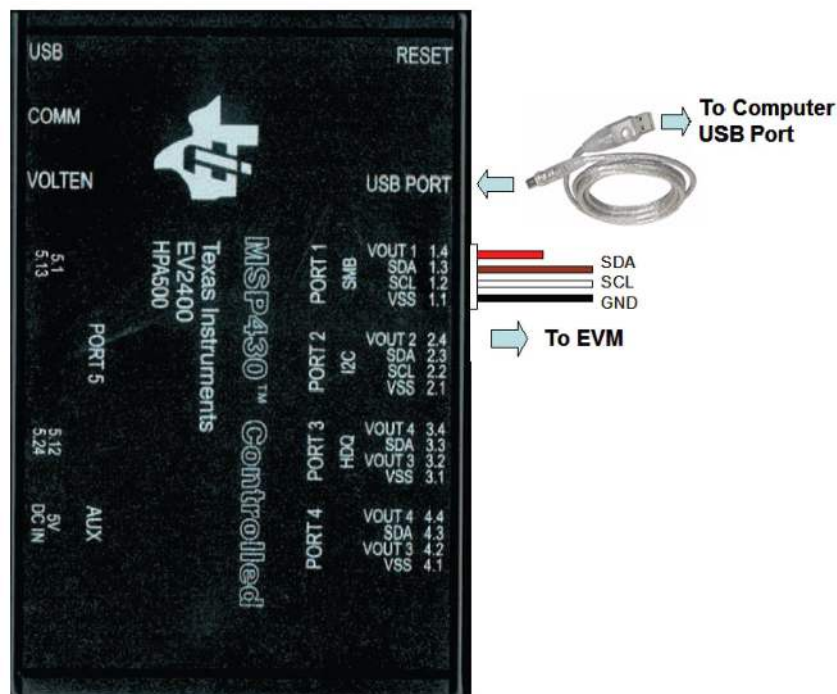 USB
RESET
COMM
VOLTEN
USB PORT
To Computer
USB Port
Texas Instruments
EV2400
HPA500
MSP430™ Controlled
PORT 1
SMB
VOUT 1 1.4
SDA 1.3
SCL 1.2
VSS 1.1
SDA
SCL
GND
To EVM
PORT 2
I2C
VOUT 2 2.4
SDA 2.3
SCL 2.2
VSS 2.1
PORT 3
HDQ
VOUT 4 3.4
SDA 3.3
VOUT 3 3.2
VSS 3.1
PORT 4
VOUT 4 4.4
SDA 4.3
VOUT 3 4.2
VSS 4.1
5.1
5.13
PORT 5
5.12
5.24
AUX
5V
DC IN
ti